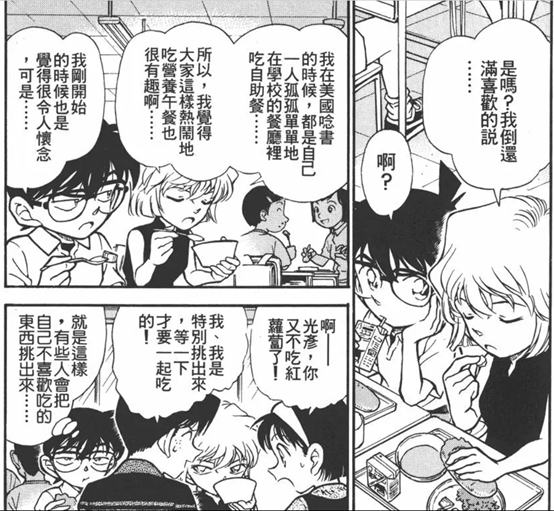 是嗎？我倒還
滿喜歡的說
……
啊？
我在美國唸書
的時候，都是自己
一人孤孤單單地
在學校的餐廳裡
吃自助餐……
所以，我覺得
大家這樣熱鬧地
吃營養午餐也
很有趣啊……
我剛開始
的時候也是
覺得很令人懷念
，可是……
啊——
光彥，你
又不吃紅
蘿蔔了！
我、我是
特別挑出來
，等一下
才要一起吃
的！
就是這樣
，有些人會把
自己不喜歡吃的
東西挑出來……